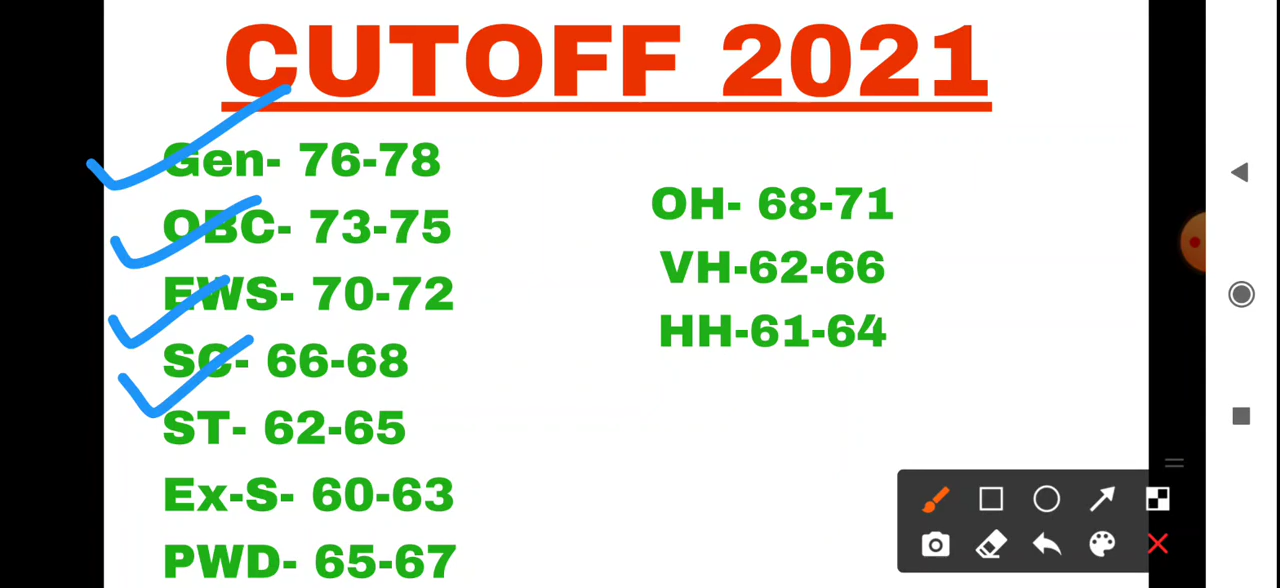 CUTOFF 2021
Gen- 76-78
OBC- 73-75
EWS- 70-72
SC- 66-68
ST- 62-65
Ex-S- 60-63
PWD- 65-67
OH- 68-71
VH-62-66
HH-61-64